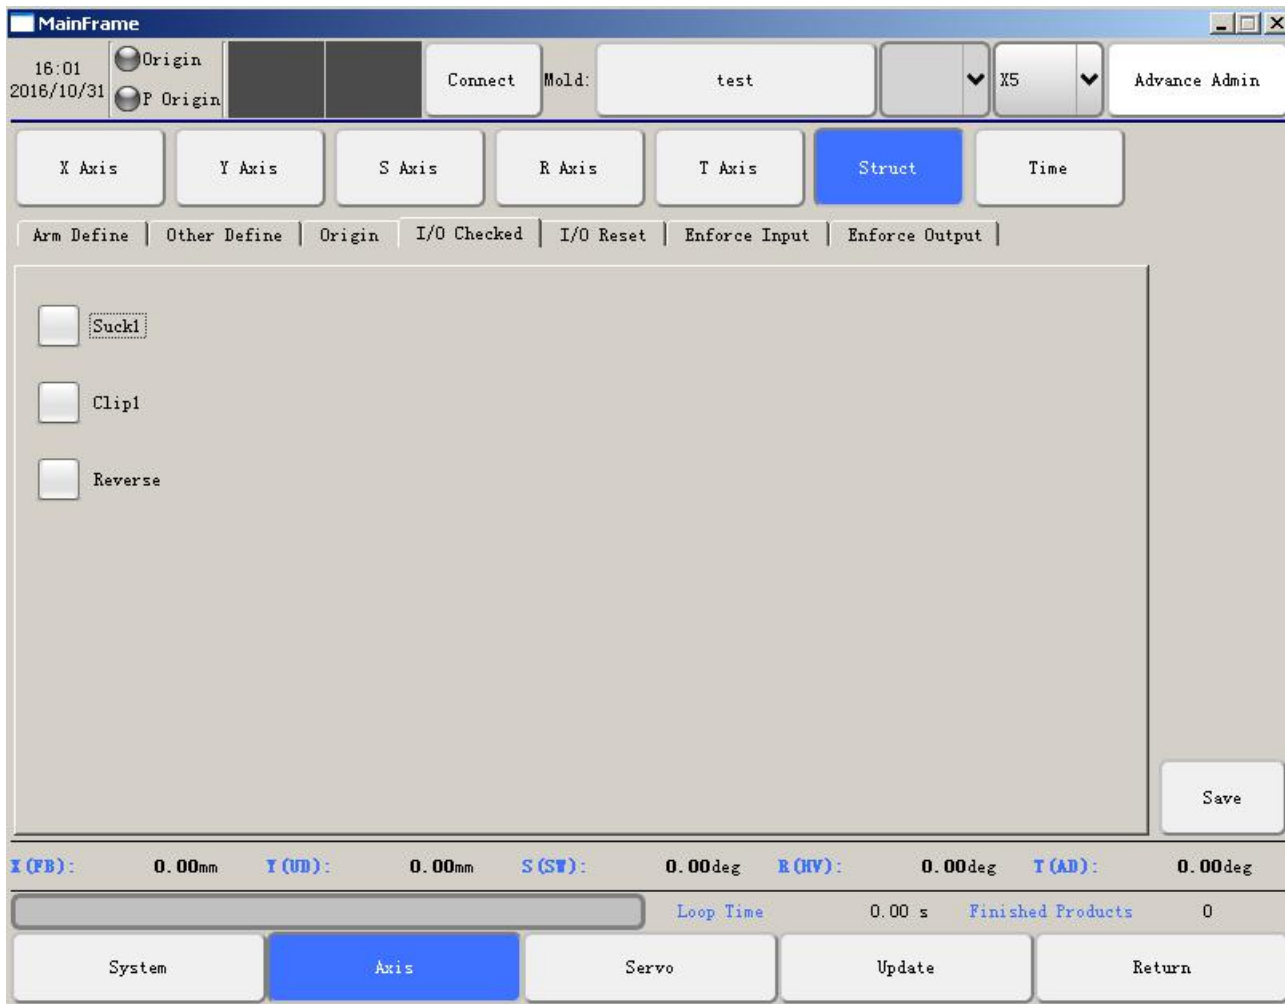 MainFrame
16:01
2016/10/31
Origin
P Origin
Connect
Mold:
test
X5
Advance Admin
X Axis
Y Axis
S Axis
R Axis
T Axis
Struct
Time
Arm Define
Other Define
Origin
I/O Checked
I/O Reset
Enforce Input
Enforce Output
Suck1
Clip1
Reverse
Save
X(FB): 0.00mm Y(UD): 0.00mm S(SW): 0.00deg R(HV): 0.00deg T(AD): 0.00deg
Loop Time 0.00 s Finished Products 0
System
Axis
Servo
Update
Return